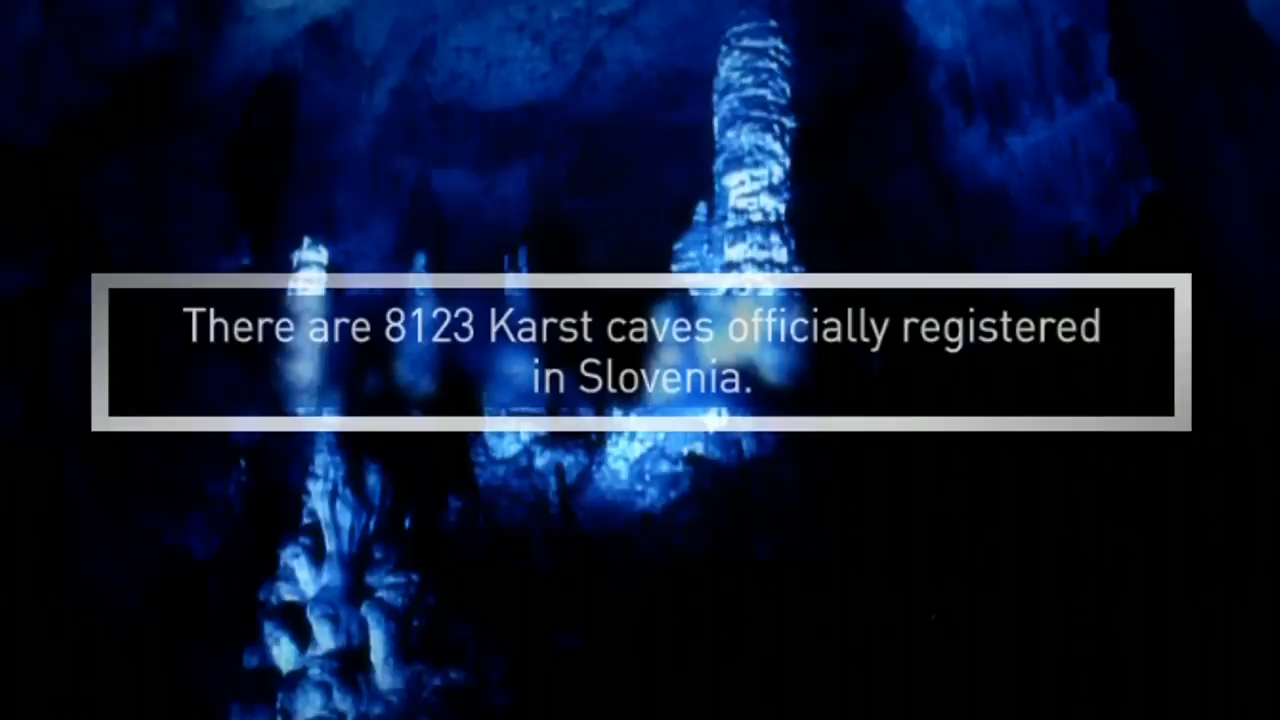 There are 8123 Karst caves officially registered
in Slovenia.